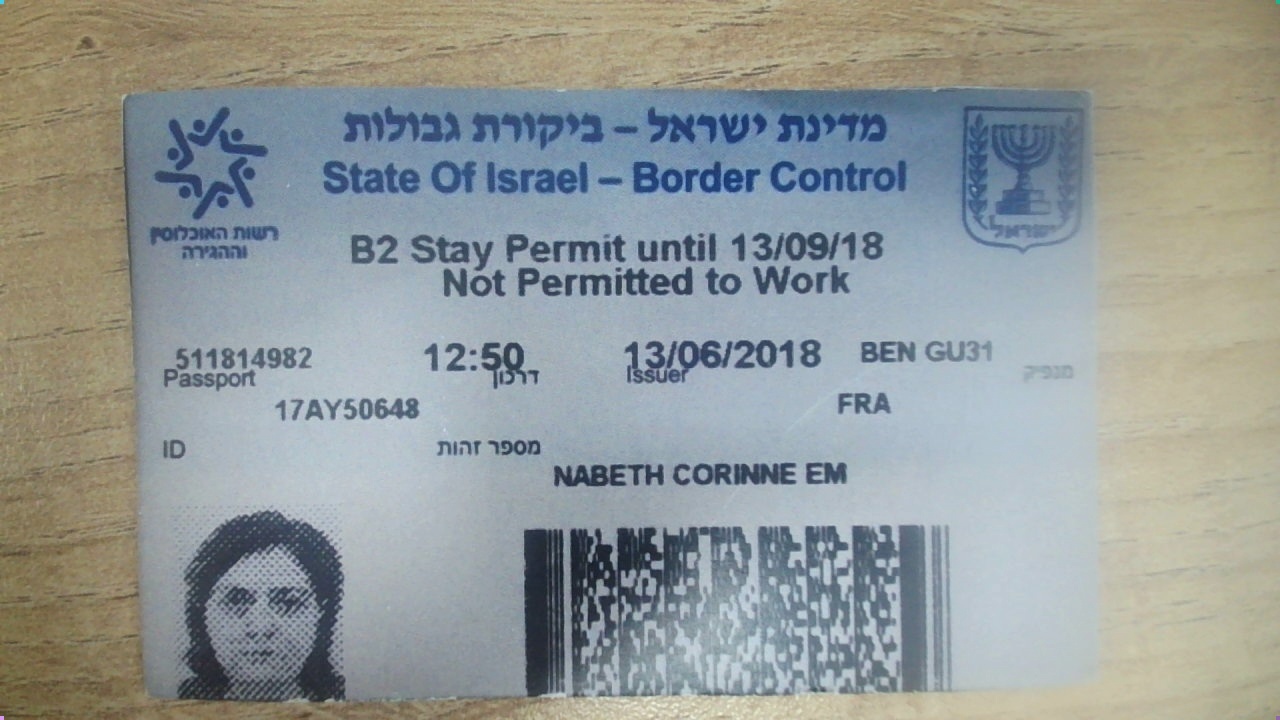 מדינת ישראל – ביקורת גבולות
State Of Israel – Border Control
רשות האוכלוסין
וההגירה
ישראל
B2 Stay Permit until 13/09/18
Not Permitted to Work
511814982 12:50 13/06/2018 BEN GU31
Passport דרכון Issuer מנפיק
17AY50648 FRA
ID מספר זהות
NABETH CORINNE EM